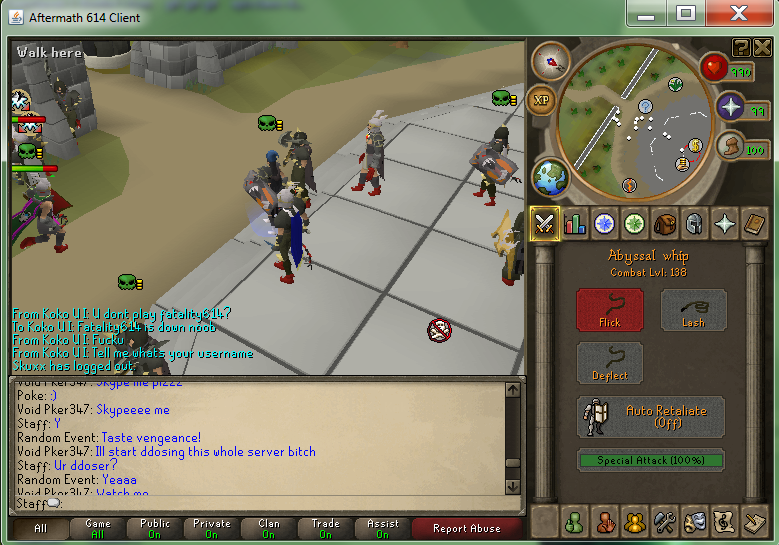 Aftermath 614 Client
Walk here
990
XP
99
100
Abyssal whip
Combat Lvl: 138
Flick
Lash
Deflect
Auto Retaliate
(Off)
Special Attack (100%)
From Koko U I: U dont play fatality614?
To Koko U I: Fatality614 is down noob
From Koko U I: Fucku
From Koko U I: Tell me whats your username
Skuxx has logged out.
Void Pker347: Skype me plzzz
Poke: :)
Void Pker347: Skypeeee me
Staff: Y
Random Event: Taste vengeance!
Void Pker347: Ill start ddosing this whole server bitch
Staff: Ur ddoser?
Random Event: Yeaaa
Void Pker347: Watch me
Staff
All
Game
All
Public
On
Private
On
Clan
On
Trade
On
Assist
On
Report Abuse